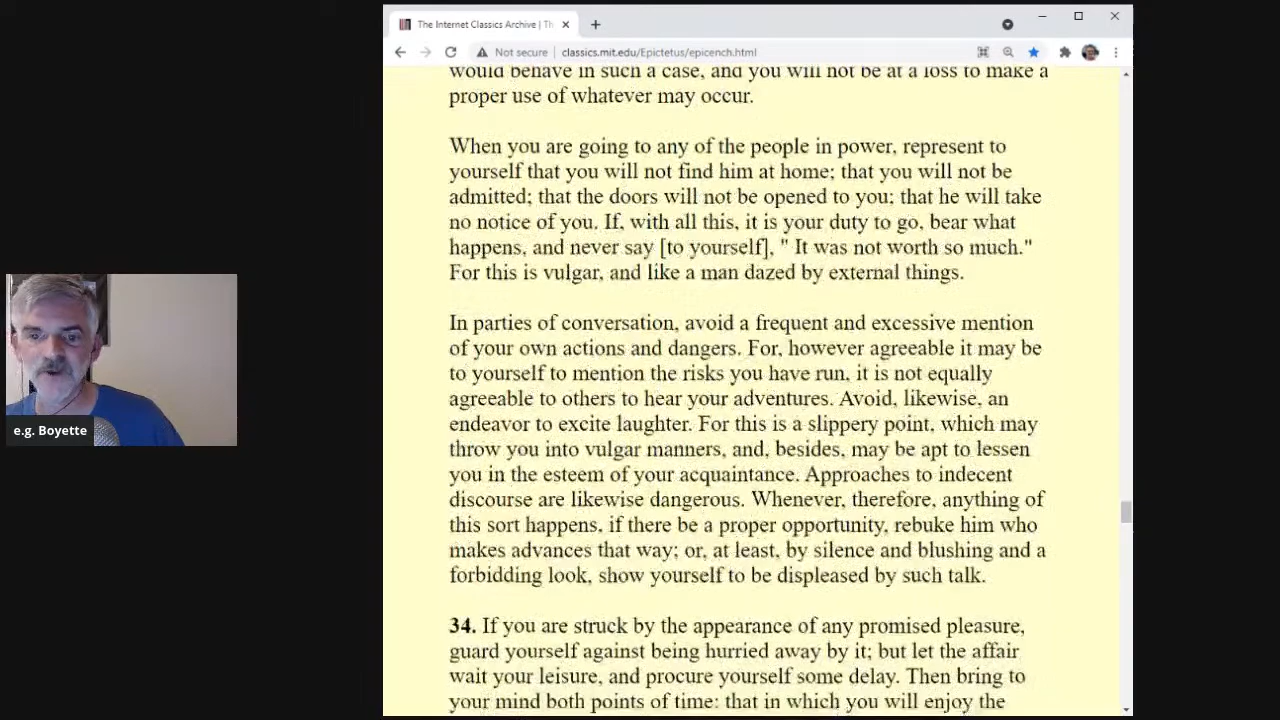 The Internet Classics Archive | Th
Not secure
classics.mit.edu/Epictetus/epicench.html
would behave in such a case, and you will not be at a loss to make a
proper use of whatever may occur.
When you are going to any of the people in power, represent to
yourself that you will not find him at home; that you will not be
admitted; that the doors will not be opened to you; that he will take
no notice of you. If, with all this, it is your duty to go, bear what
happens, and never say [to yourself], " It was not worth so much."
For this is vulgar, and like a man dazed by external things.
In parties of conversation, avoid a frequent and excessive mention
of your own actions and dangers. For, however agreeable it may be
to yourself to mention the risks you have run, it is not equally
agreeable to others to hear your adventures. Avoid, likewise, an
endeavor to excite laughter. For this is a slippery point, which may
throw you into vulgar manners, and, besides, may be apt to lessen
you in the esteem of your acquaintance. Approaches to indecent
discourse are likewise dangerous. Whenever, therefore, anything of
this sort happens, if there be a proper opportunity, rebuke him who
makes advances that way; or, at least, by silence and blushing and a
forbidding look, show yourself to be displeased by such talk.
34. If you are struck by the appearance of any promised pleasure,
guard yourself against being hurried away by it; but let the affair
wait your leisure, and procure yourself some delay. Then bring to
your mind both points of time: that in which you will enjoy the
e.g. Boyette